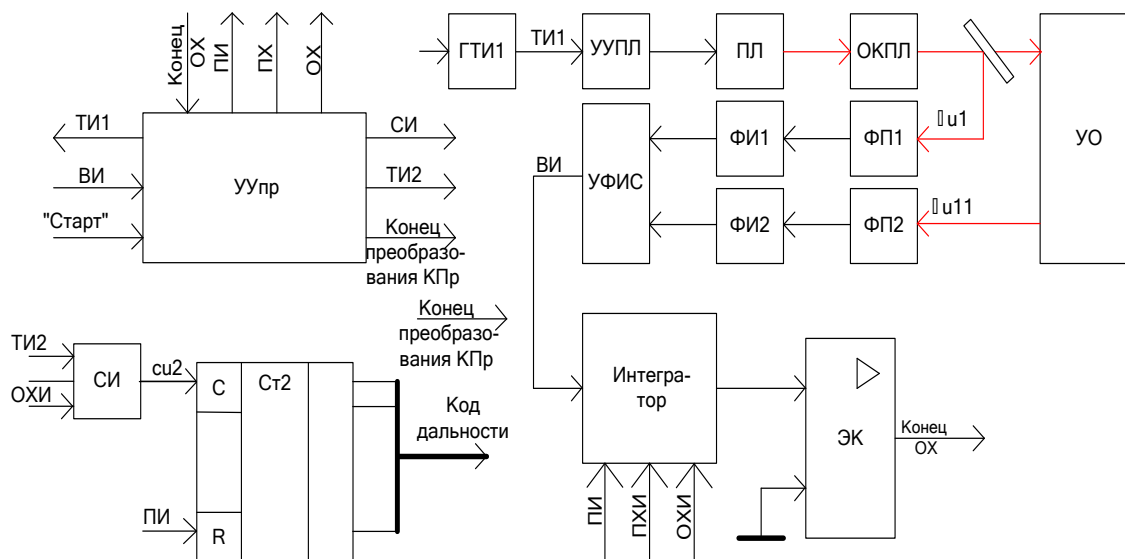 Конец
ОХ
ПИ
ПХ
ОХ
ТИ1
ВИ
"Старт"
УУпр
СИ
ТИ2
Конец
преобразо-
вания КПр
ГТИ1
ТИ1
УУПЛ
ПЛ
ОКПЛ
УО
u1
ФИ1
ФП1
ВИ
УФИС
u11
ФИ2
ФП2
Конец
преобразо-
вания КПр
ТИ2
ОХИ
СИ
cu2
C
Ст2
Код
дальности
ПИ
R
Интегра-
тор
ПИ
ПХИ
ОХИ
ЭК
Конец
ОХ